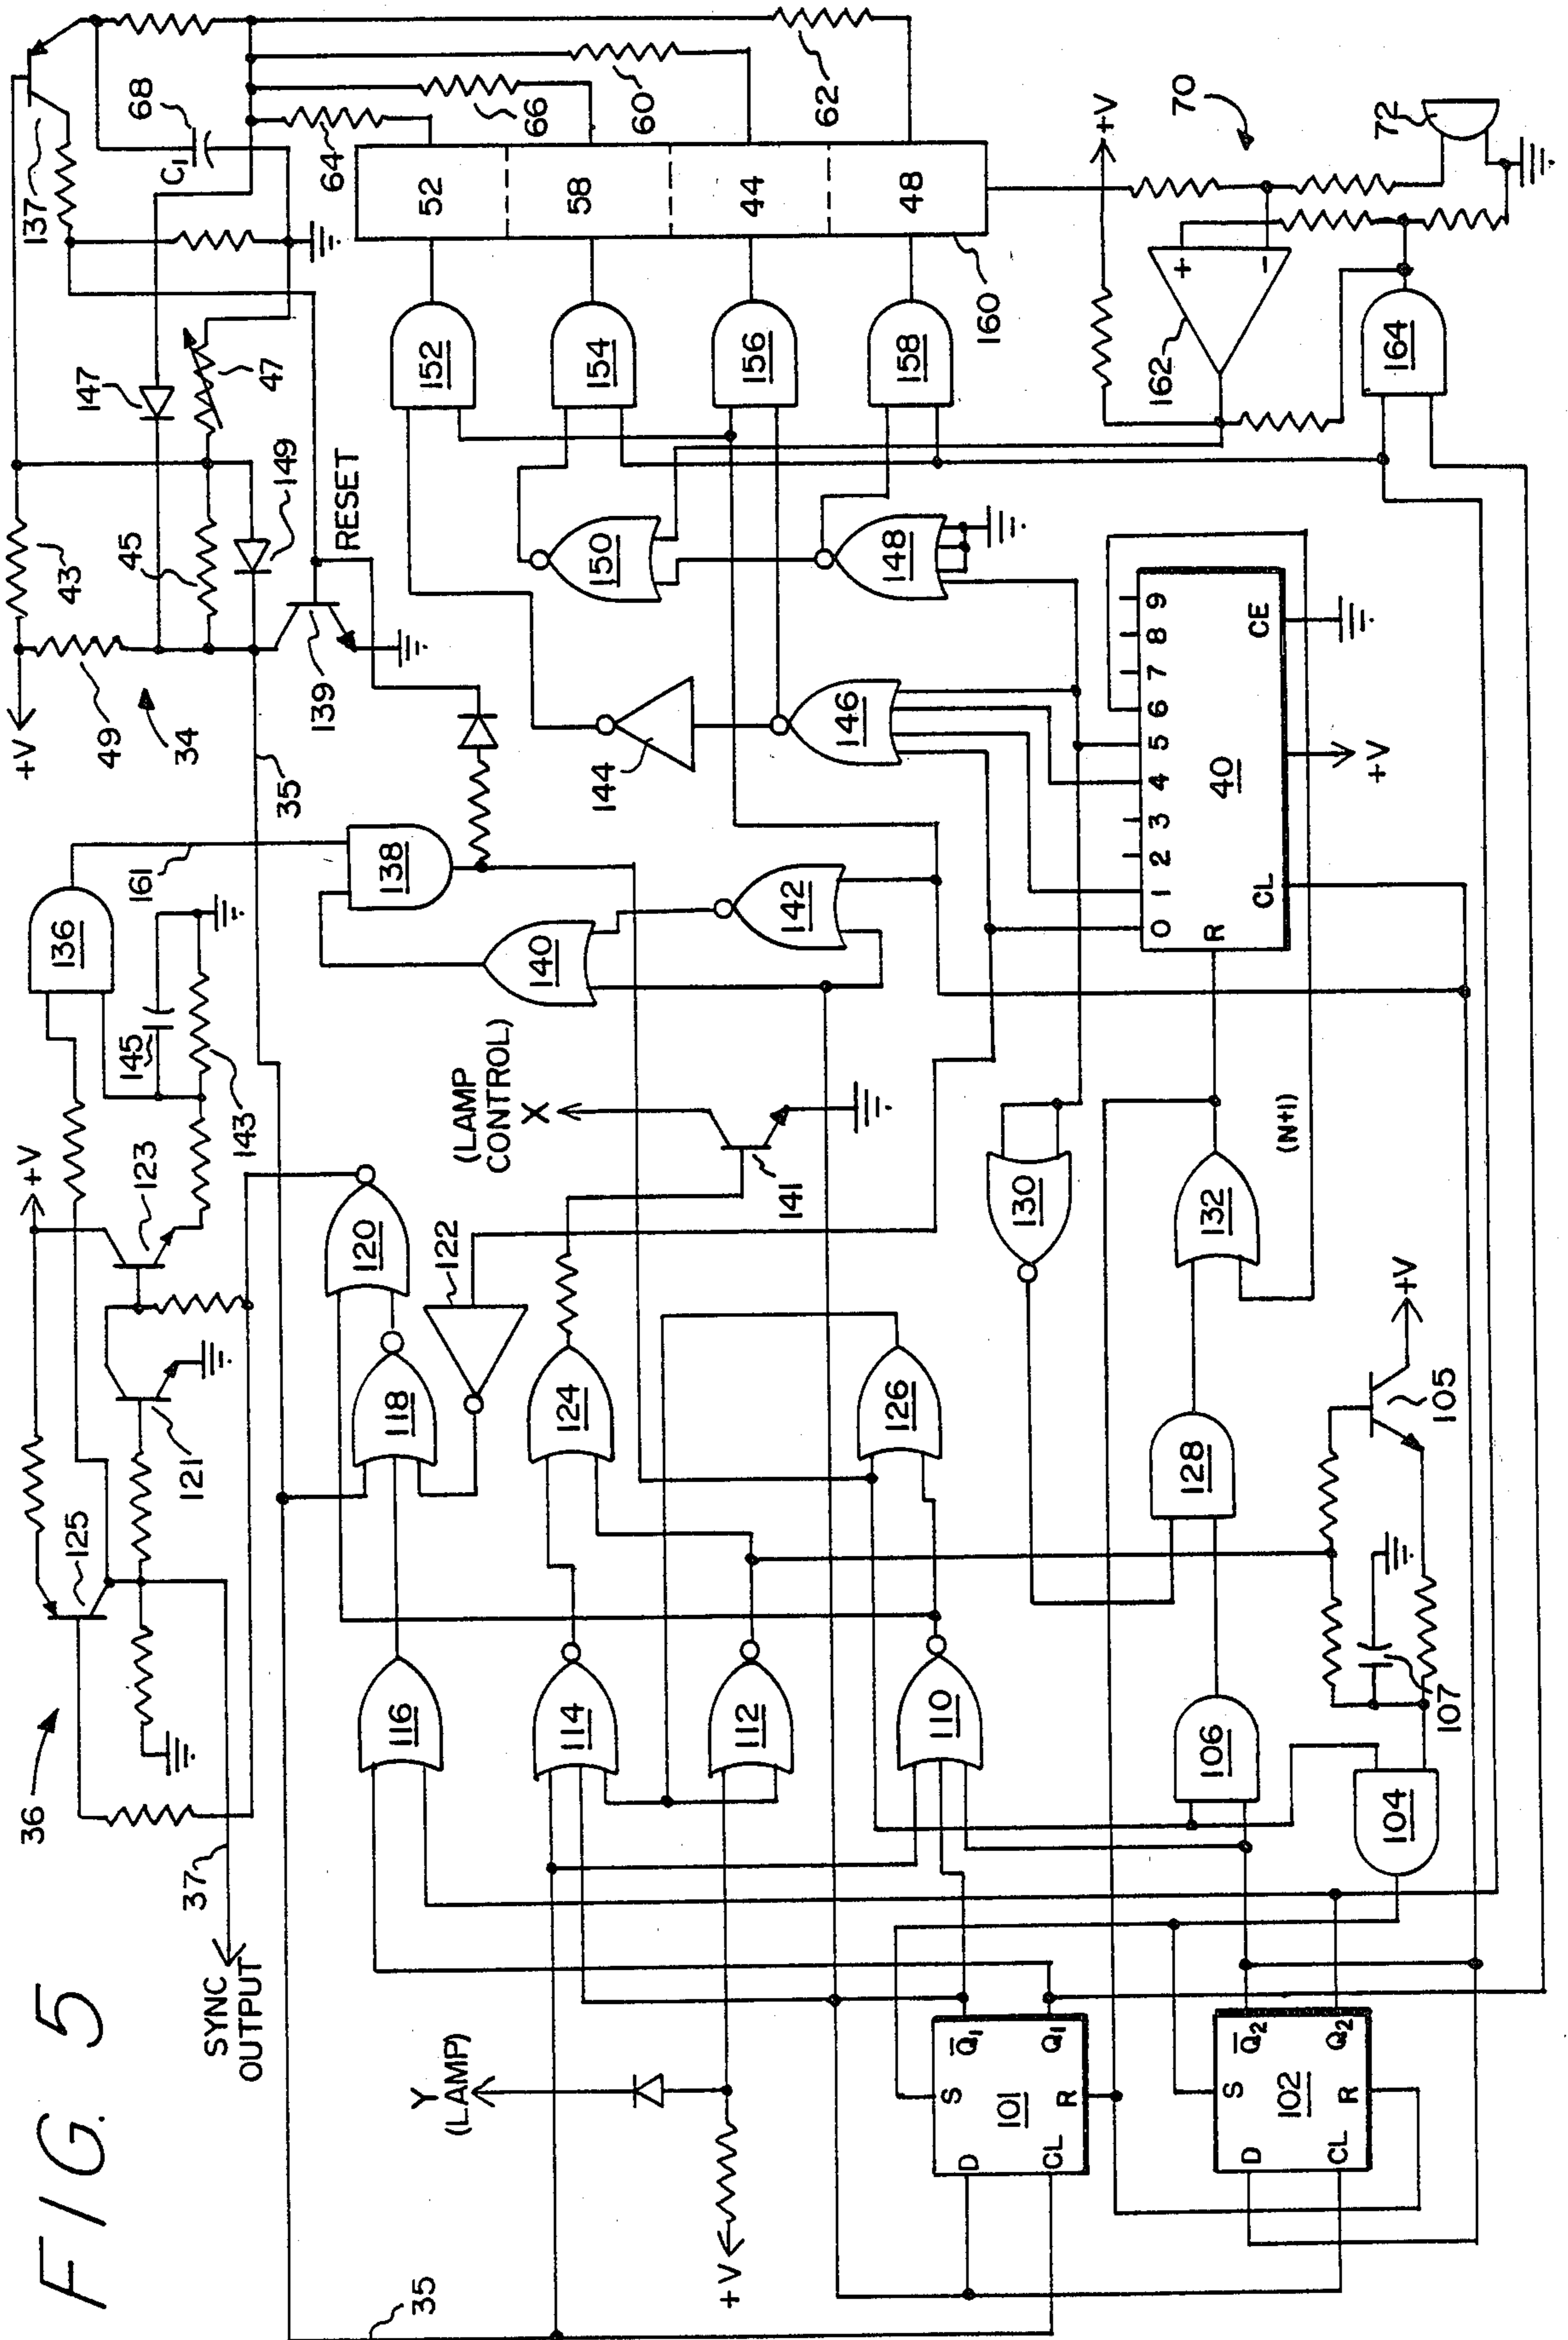 FIG. 5
36
37
SYNC
OUTPUT
125
121
123
+V
143
145
136
161
35
+V
49
34
43
45
47
147
149
139
RESET
137
C1
68
64
66
60
62
52
58
44
48
160
152
154
156
158
150
148
144
146
138
140
142
(LAMP
CONTROL)
X
141
120
118
122
116
124
114
126
112
110
Y
(LAMP)
+V
35
130
132
(N+1)
128
106
104
107
105
+V
D
S
Q̅1
101
Q1
CL
R
D
S
Q̅2
102
Q2
CL
R
0
1
2
3
4
5
6
7
8
9
R
40
CL
CE
+V
162
+
-
+V
70
72
164